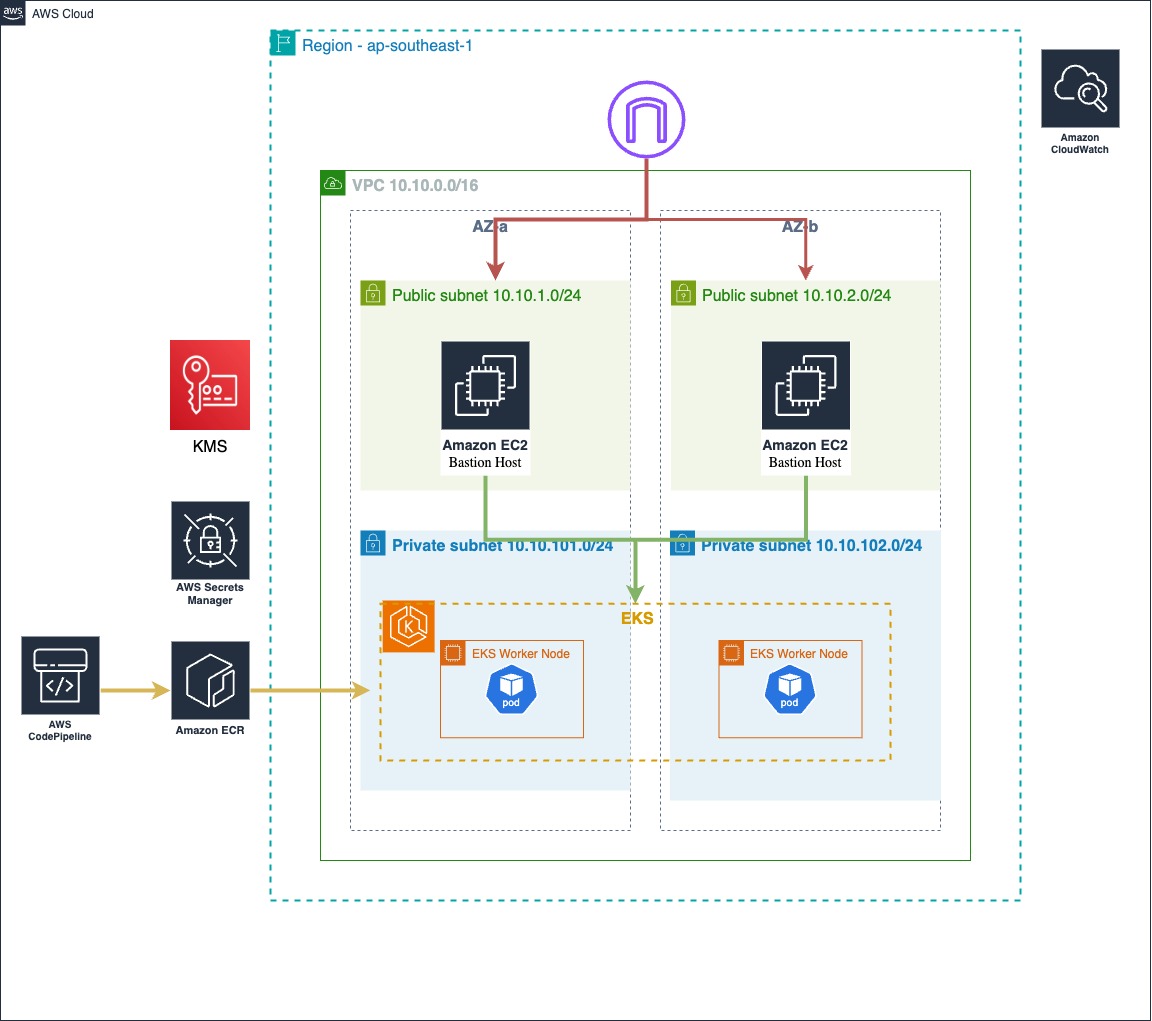 aws
AWS Cloud
Region - ap-southeast-1
Amazon
CloudWatch
VPC 10.10.0.0/16
AZ-a
AZ-b
Public subnet 10.10.1.0/24
Public subnet 10.10.2.0/24
Amazon EC2
Bastion Host
Amazon EC2
Bastion Host
KMS
Private subnet 10.10.101.0/24
Private subnet 10.10.102.0/24
AWS Secrets
Manager
EKS
K
EKS Worker Node
pod
EKS Worker Node
pod
</>
AWS
CodePipeline
Amazon ECR